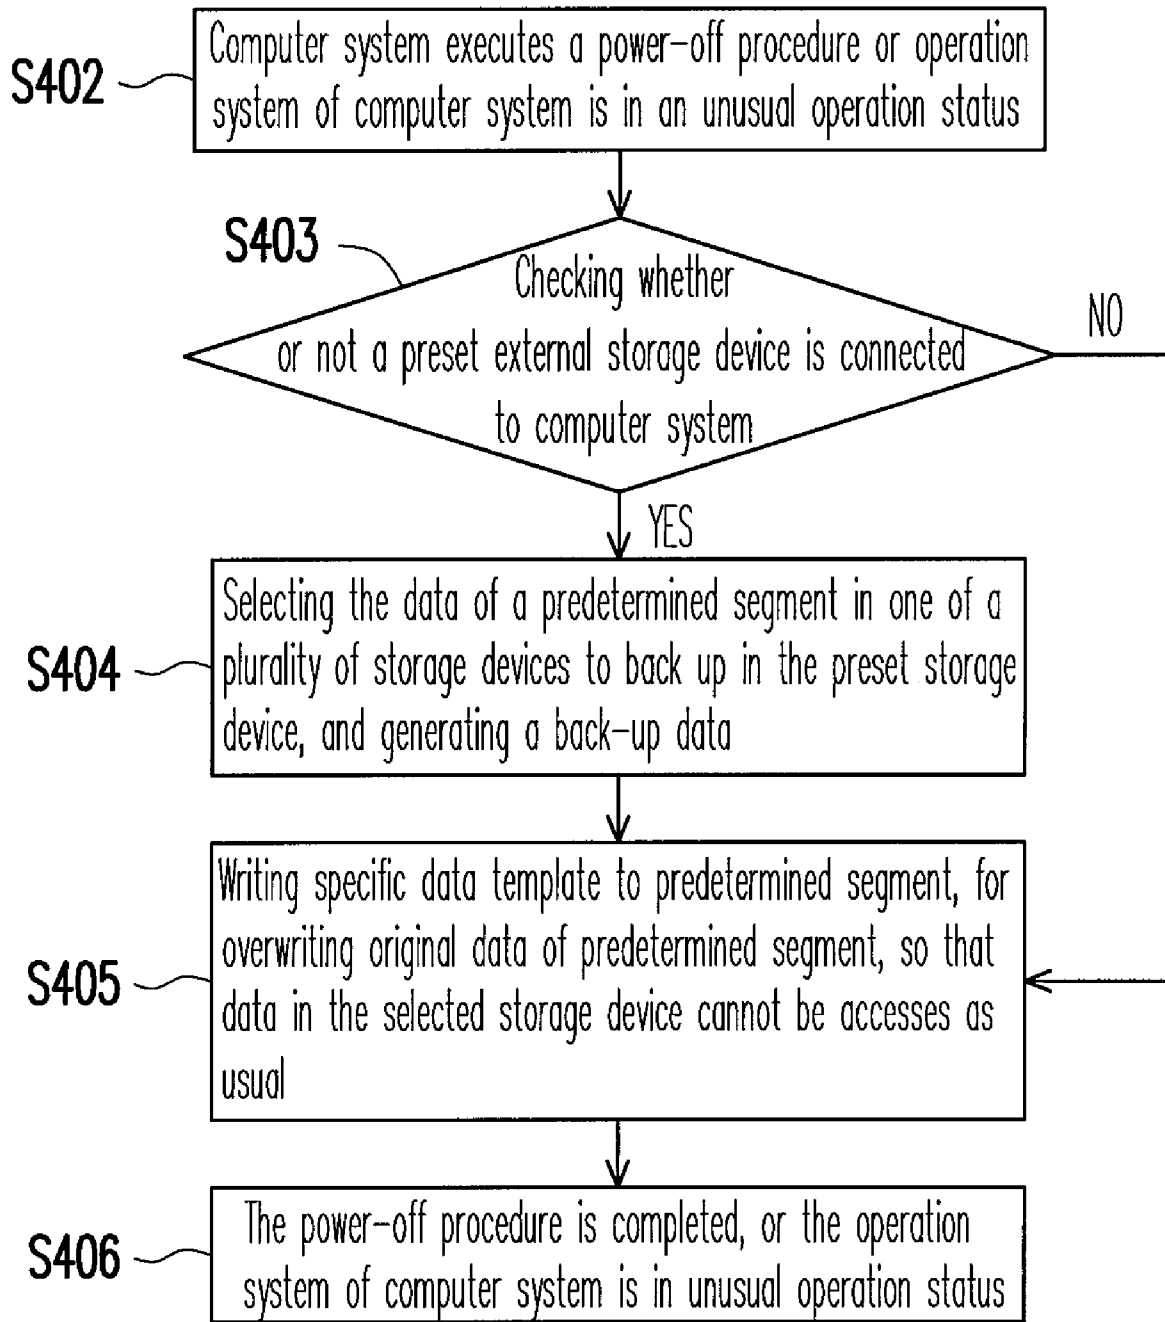 Computer system executes a power-off procedure or operation
S402
system of computer system is in an unusual operation status
S403
Checking whether
NO
or not a preset external storage device is connected
to computer system
YES
Selecting the data of a predetermined segment in one of a
S404
plurality of storage devices to back up in the preset storage
device, and generating a back-up data
Writing specific data template to predetermined segment, for
overwriting original data of predetermined segment, so that
S405
data in the selected storage device cannot be accesses as
usual
The power-off procedure is completed, or the operation
S406
system of computer system is in unusual operation status